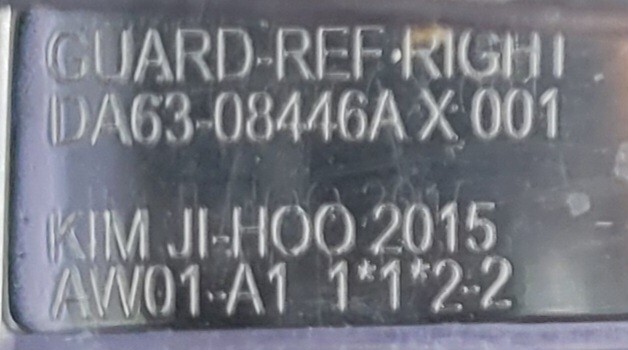 GUARD-REF·RIGHT
DA63-08446A X 001
KIM JI-HOO 2015
AW01-A1 1*1*2-2